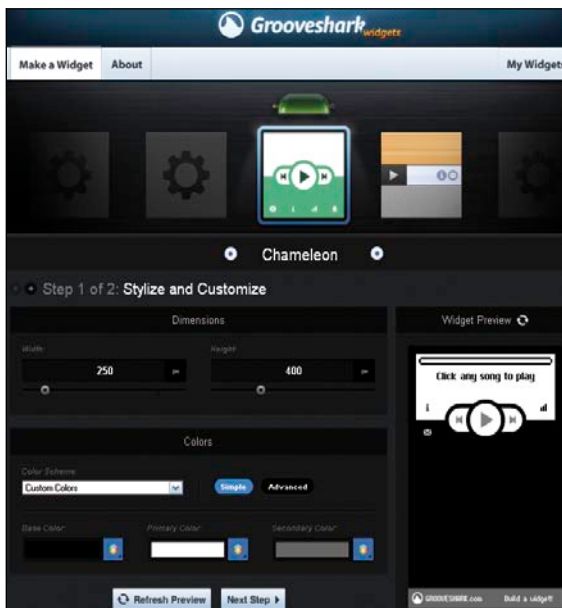 Grooveshark widgets
Make a Widget About My Widgets
Chameleon
Step 1 of 2: Stylize and Customize
Dimensions
Width:
250 px
Height:
400 px
Colors
Color Scheme:
Custom Colors
Simple Advanced
Base Color: Primary Color: Secondary Color:
Refresh Preview Next Step
Widget Preview
Click any song to play
GROOVESHARK.com Build a widget!